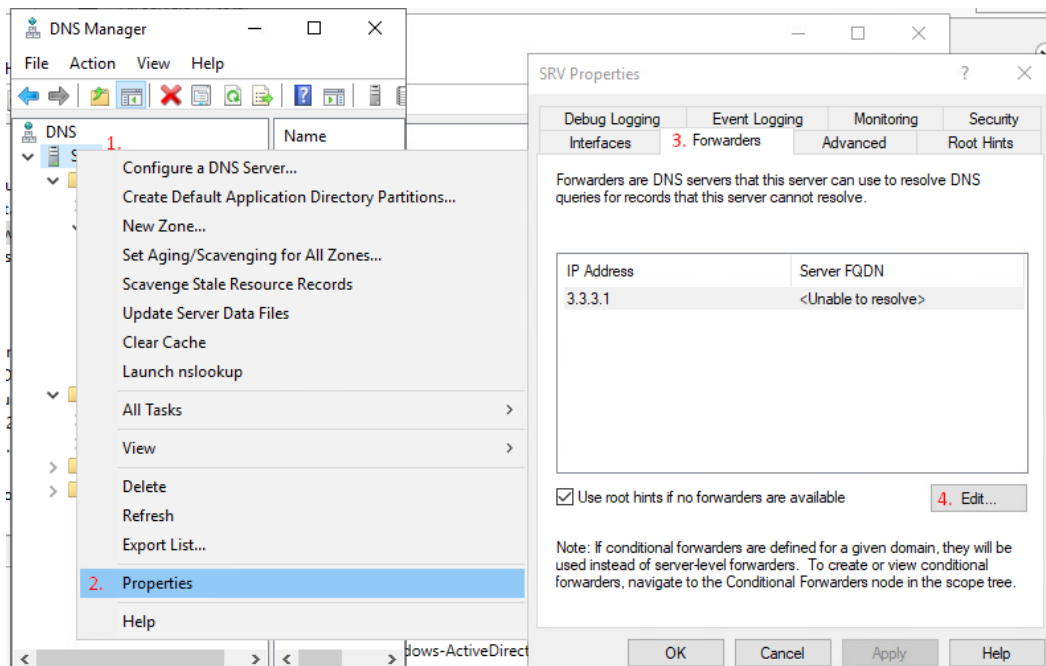 DNS Manager
File Action View Help
DNS
1.
Name
Configure a DNS Server...
Create Default Application Directory Partitions...
New Zone...
Set Aging/Scavenging for All Zones...
Scavenge Stale Resource Records
Update Server Data Files
Clear Cache
Launch nslookup
All Tasks
View
Delete
Refresh
Export List...
2. Properties
Help
dows-ActiveDirect
SRV Properties
Debug Logging Event Logging Monitoring Security
Interfaces 3. Forwarders Advanced Root Hints
Forwarders are DNS servers that this server can use to resolve DNS
queries for records that this server cannot resolve.
IP Address Server FQDN
3.3.3.1 <Unable to resolve>
Use root hints if no forwarders are available
4. Edit...
Note: If conditional forwarders are defined for a given domain, they will be
used instead of server-level forwarders. To create or view conditional
forwarders, navigate to the Conditional Forwarders node in the scope tree.
OK Cancel Apply Help